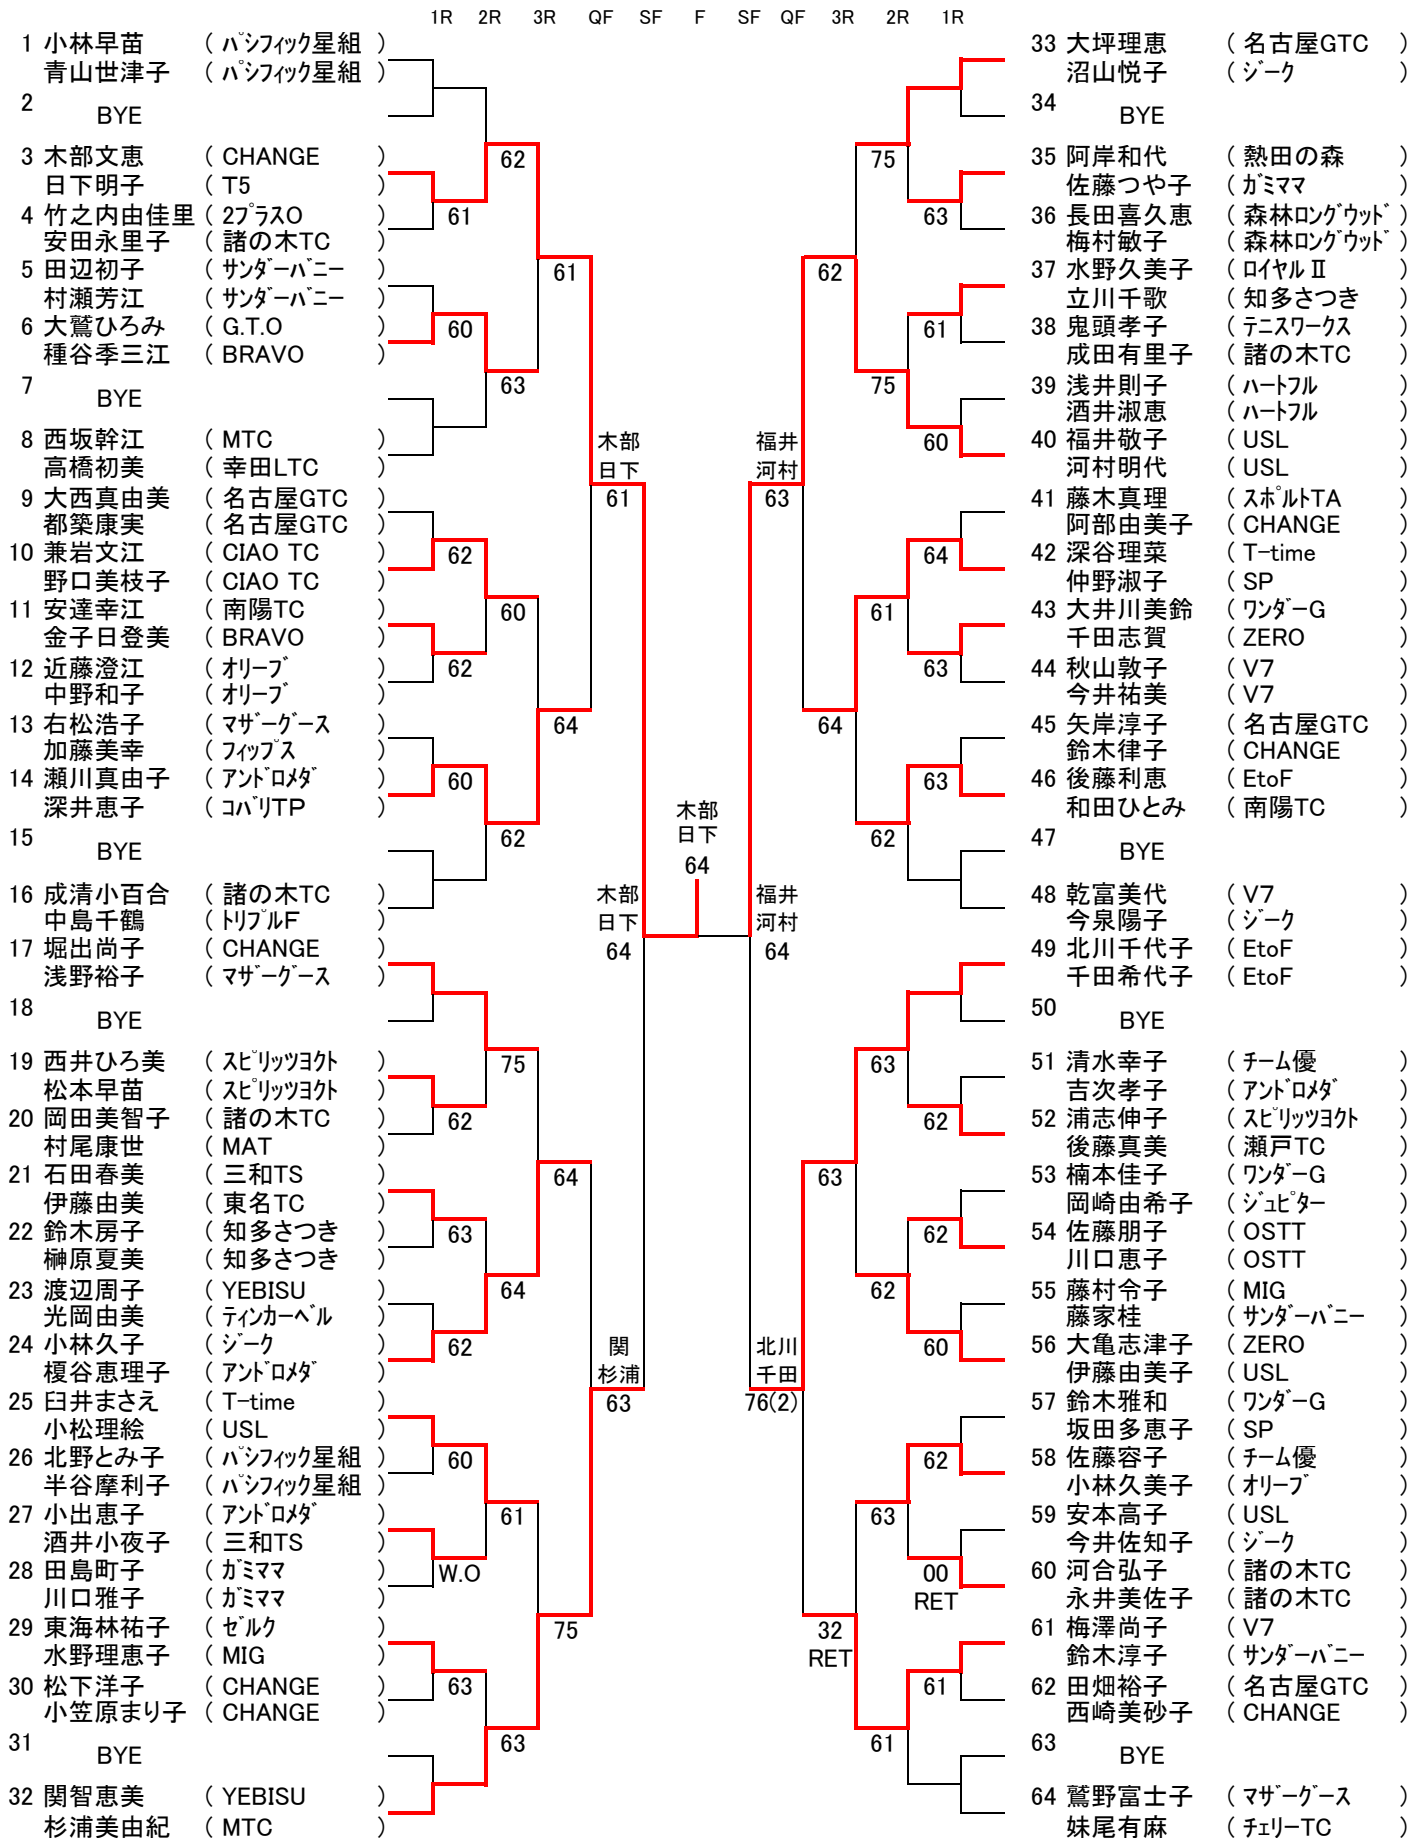 1R 2R 3R QF SF F SF QF 3R 2R 1R
1 小林早苗 ( パシフィック星組 )
青山世津子 ( パシフィック星組 )
2 BYE
3 木部文恵 ( CHANGE )
日下明子 ( T5 )
4 竹之内由佳里 ( 2プラスO )
安田永里子 ( 諸の木TC )
5 田辺初子 ( サンダーバニー )
村瀬芳江 ( サンダーバニー )
6 大鷲ひろみ ( G.T.O )
種谷季三江 ( BRAVO )
7 BYE
8 西坂幹江 ( MTC )
高橋初美 ( 幸田LTC )
9 大西真由美 ( 名古屋GTC )
都築康実 ( 名古屋GTC )
10 兼岩文江 ( CIAO TC )
野口美枝子 ( CIAO TC )
11 安達幸江 ( 南陽TC )
金子日登美 ( BRAVO )
12 近藤澄江 ( オリーブ )
中野和子 ( オリーブ )
13 右松浩子 ( マザーグース )
加藤美幸 ( フィップス )
14 瀬川真由子 ( アンドロメダ )
深井恵子 ( コバリTP )
15 BYE
16 成清小百合 ( 諸の木TC )
中島千鶴 ( トリプルF )
17 堀出尚子 ( CHANGE )
浅野裕子 ( マザーグース )
18 BYE
19 西井ひろ美 ( スピリッツヨクト )
松本早苗 ( スピリッツヨクト )
20 岡田美智子 ( 諸の木TC )
村尾康世 ( MAT )
21 石田春美 ( 三和TS )
伊藤由美 ( 東名TC )
22 鈴木房子 ( 知多さつき )
榊原夏美 ( 知多さつき )
23 渡辺周子 ( YEBISU )
光岡由美 ( ティンカーベル )
24 小林久子 ( ジーク )
榎谷恵理子 ( アンドロメダ )
25 臼井まさえ ( T-time )
小松理絵 ( USL )
26 北野とみ子 ( パシフィック星組 )
半谷摩利子 ( パシフィック星組 )
27 小出恵子 ( アンドロメダ )
酒井小夜子 ( 三和TS )
28 田島町子 ( ガミママ )
川口雅子 ( ガミママ )
29 東海林祐子 ( ゼルク )
水野理恵子 ( MIG )
30 松下洋子 ( CHANGE )
小笠原まり子 ( CHANGE )
31 BYE
32 関智恵美 ( YEBISU )
杉浦美由紀 ( MTC )
61
60
62
62
60
62
63
62
60
W.O
63
62
63
60
62
75
64
61
63
61
64
64
75
木部
日下
61
関
杉浦
63
木部
日下
64
木部
日下
64
福井
河村
64
福井
河村
63
北川
千田
76(2)
62
64
63
32
RET
75
75
61
62
63
62
63
61
63
61
60
64
63
63
62
62
60
62
00
RET
61
33 大坪理恵 ( 名古屋GTC )
沼山悦子 ( ジーク )
34 BYE
35 阿岸和代 ( 熱田の森 )
佐藤つや子 ( ガミママ )
36 長田喜久恵 ( 森林ロングウッド )
梅村敏子 ( 森林ロングウッド )
37 水野久美子 ( ロイヤルⅡ )
立川千歌 ( 知多さつき )
38 鬼頭孝子 ( テニスワークス )
成田有里子 ( 諸の木TC )
39 浅井則子 ( ハートフル )
酒井淑恵 ( ハートフル )
40 福井敬子 ( USL )
河村明代 ( USL )
41 藤木真理 ( スポルトTA )
阿部由美子 ( CHANGE )
42 深谷理菜 ( T-time )
仲野淑子 ( SP )
43 大井川美鈴 ( ワンダーG )
千田志賀 ( ZERO )
44 秋山敦子 ( V7 )
今井祐美 ( V7 )
45 矢岸淳子 ( 名古屋GTC )
鈴木律子 ( CHANGE )
46 後藤利恵 ( EtoF )
和田ひとみ ( 南陽TC )
47 BYE
48 乾富美代 ( V7 )
今泉陽子 ( ジーク )
49 北川千代子 ( EtoF )
千田希代子 ( EtoF )
50 BYE
51 清水幸子 ( チーム優 )
吉次孝子 ( アンドロメダ )
52 浦志伸子 ( スピリッツヨクト )
後藤真美 ( 瀬戸TC )
53 楠本佳子 ( ワンダーG )
岡崎由希子 ( ジュピター )
54 佐藤朋子 ( OSTT )
川口恵子 ( OSTT )
55 藤村令子 ( MIG )
藤家桂 ( サンダーバニー )
56 大亀志津子 ( ZERO )
伊藤由美子 ( USL )
57 鈴木雅和 ( ワンダーG )
坂田多恵子 ( SP )
58 佐藤容子 ( チーム優 )
小林久美子 ( オリーブ )
59 安本高子 ( USL )
今井佐知子 ( ジーク )
60 河合弘子 ( 諸の木TC )
永井美佐子 ( 諸の木TC )
61 梅澤尚子 ( V7 )
鈴木淳子 ( サンダーバニー )
62 田畑裕子 ( 名古屋GTC )
西崎美砂子 ( CHANGE )
63 BYE
64 鷲野富士子 ( マザーグース )
妹尾有麻 ( チェリーTC )